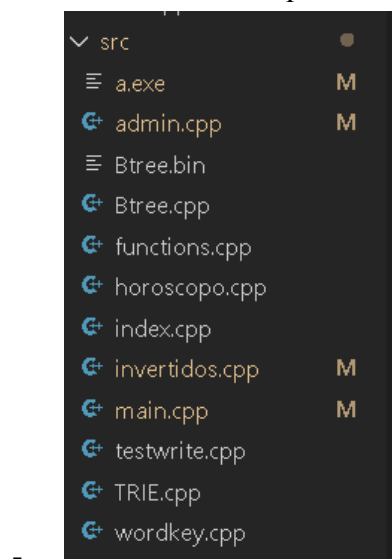 src
a.exe M
admin.cpp M
Btree.bin
Btree.cpp
functions.cpp
horoscopo.cpp
index.cpp
invertidos.cpp M
main.cpp M
testwrite.cpp
TRIE.cpp
wordkey.cpp